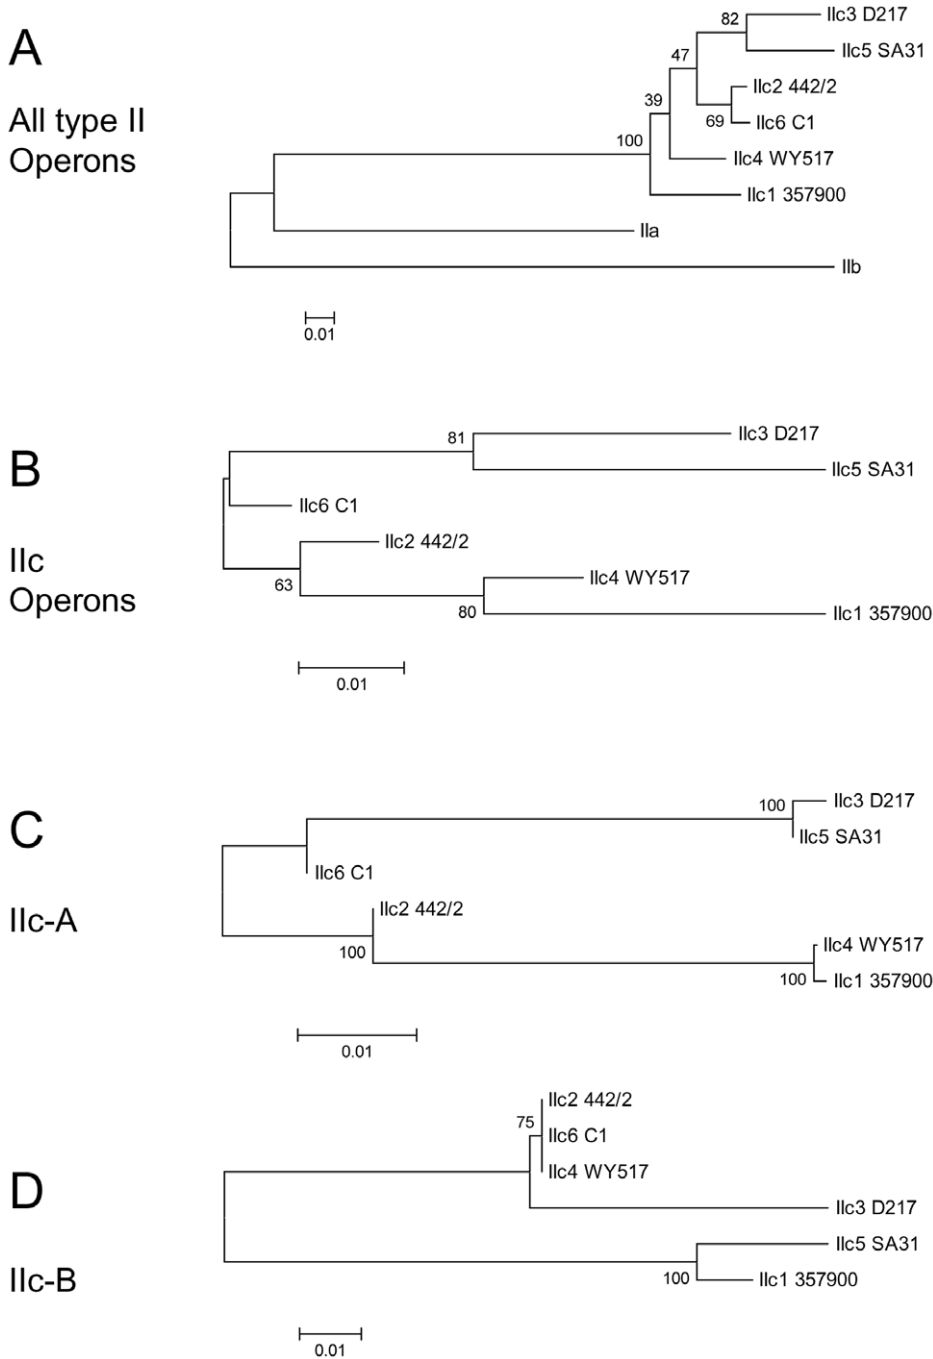 A
All type II
Operons
82
IIc3 D217
IIc5 SA31
47
IIc2 442/2
39
69
IIc6 C1
100
IIc4 WY517
IIc1 357900
IIa
IIb
0.01
B
IIc
Operons
81
IIc3 D217
IIc5 SA31
IIc6 C1
IIc2 442/2
63
IIc4 WY517
80
IIc1 357900
0.01
C
IIc-A
100
IIc3 D217
IIc5 SA31
IIc6 C1
IIc2 442/2
100
IIc4 WY517
100
IIc1 357900
0.01
D
IIc-B
75
IIc2 442/2
IIc6 C1
IIc4 WY517
IIc3 D217
IIc5 SA31
100
IIc1 357900
0.01